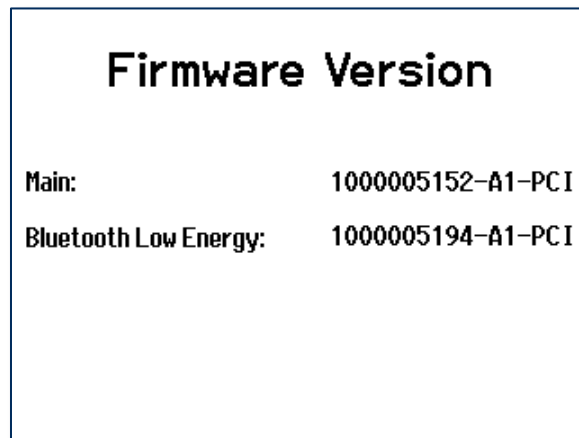 Firmware Version
Main: 1000005152-A1-PCI
Bluetooth Low Energy: 1000005194-A1-PCI